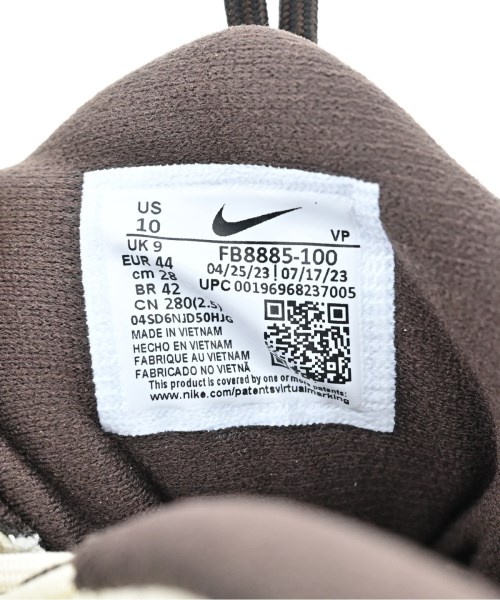 US
10
VP
UK 9
FB8885-100
EUR 44
04/25/23 | 07/17/23
cm 28
UPC 00196968237005
BR 42
CN 280(2.5)
04SD6NJD50HJG
MADE IN VIETNAM
HECHO EN VIETNAM
FABRIQUE AU VIETNAM
FABRICADO NO VIETNÃ
This product is covered by one or more patents:
www.nike.com/patentsvirtualmarking